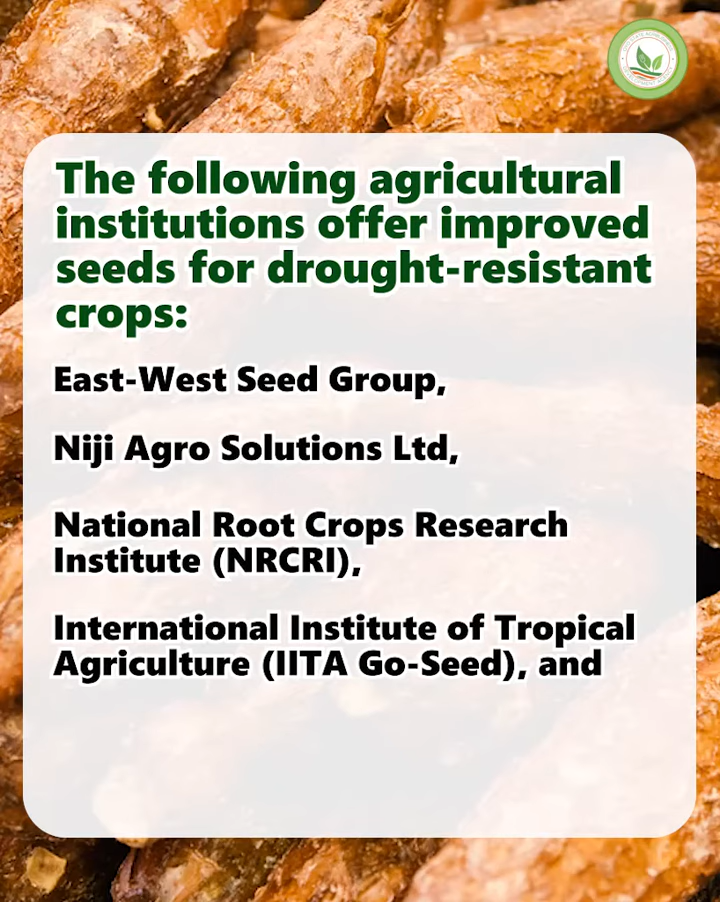 The following agricultural
institutions offer improved
seeds for drought-resistant
crops:
East-West Seed Group,
Niji Agro Solutions Ltd,
National Root Crops Research
Institute (NRCRI),
International Institute of Tropical
Agriculture (IITA Go-Seed), and